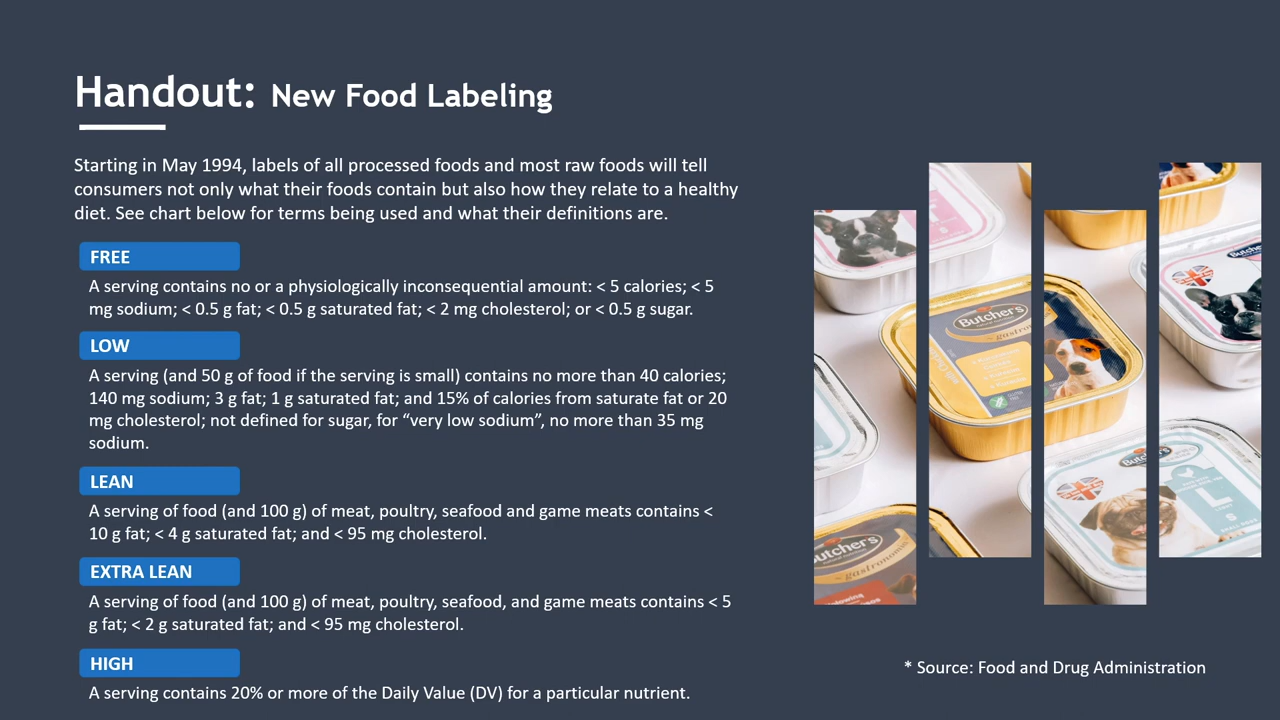 Handout: New Food Labeling
Starting in May 1994, labels of all processed foods and most raw foods will tell
consumers not only what their foods contain but also how they relate to a healthy
diet. See chart below for terms being used and what their definitions are.
FREE
A serving contains no or a physiologically inconsequential amount: < 5 calories; < 5
mg sodium; < 0.5 g fat; < 0.5 g saturated fat; < 2 mg cholesterol; or < 0.5 g sugar.
LOW
A serving (and 50 g of food if the serving is small) contains no more than 40 calories;
140 mg sodium; 3 g fat; 1 g saturated fat; and 15% of calories from saturate fat or 20
mg cholesterol; not defined for sugar, for “very low sodium”, no more than 35 mg
sodium.
LEAN
A serving of food (and 100 g) of meat, poultry, seafood and game meats contains <
10 g fat; < 4 g saturated fat; and < 95 mg cholesterol.
EXTRA LEAN
A serving of food (and 100 g) of meat, poultry, seafood, and game meats contains < 5
g fat; < 2 g saturated fat; and < 95 mg cholesterol.
HIGH
A serving contains 20% or more of the Daily Value (DV) for a particular nutrient.
Butcher's
Butcher's
L
Butcher's
gastronomi
* Source: Food and Drug Administration